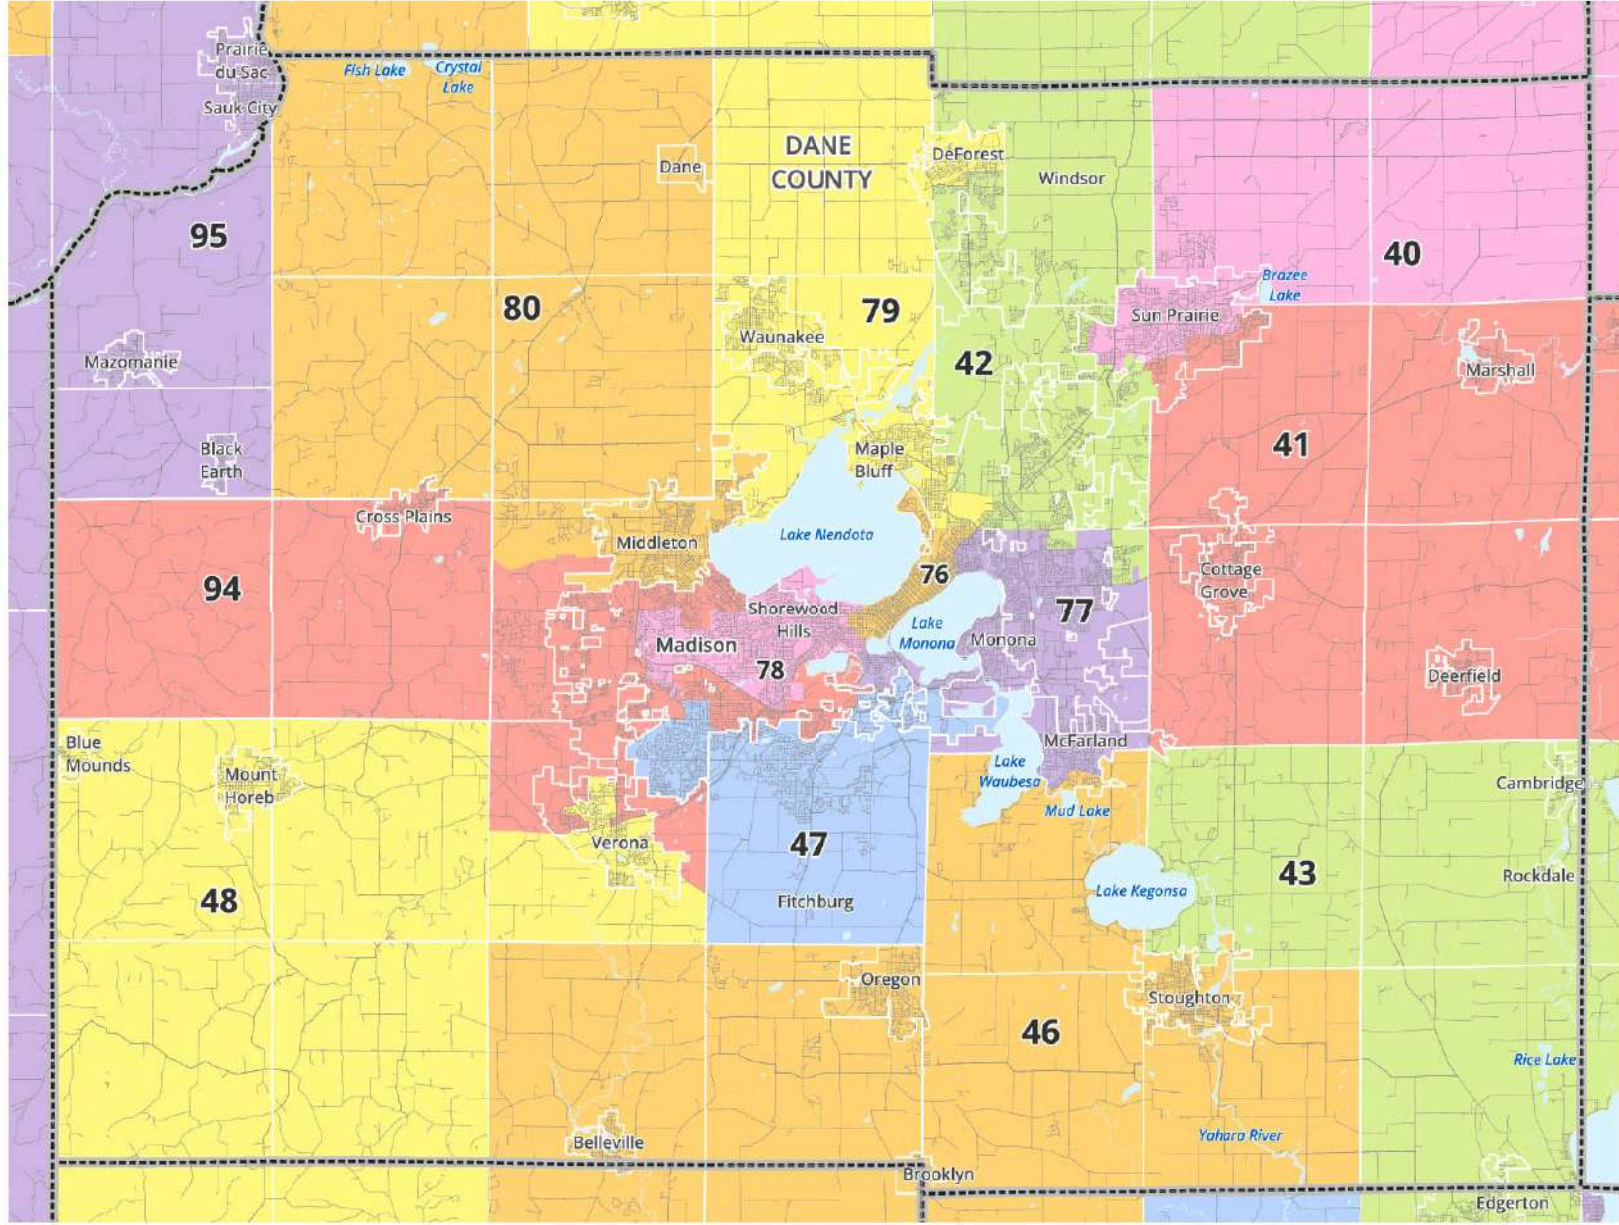 Prairie
du Sac
Sauk City
Fish Lake
Crystal
Lake
Dane
DANE
COUNTY
DeForest
Windsor
95
40
80
79
Brazee
Lake
Sun Prairie
Waunakee
42
Mazomanie
Marshall
41
Black
Earth
Maple
Bluff
Cross Plains
Lake Mendota
Middleton
94
76
Cottage
Grove
77
Shorewood
Hills
Lake
Monona
Monona
Madison
78
Deerfield
Blue
Mounds
Mount
Horeb
McFarland
Lake
Waubesa
Cambridge
Mud Lake
Verona
47
43
Lake Kegonsa
Rockdale
48
Fitchburg
Oregon
Stoughton
46
Rice Lake
Belleville
Yahara River
Brooklyn
Edgerton